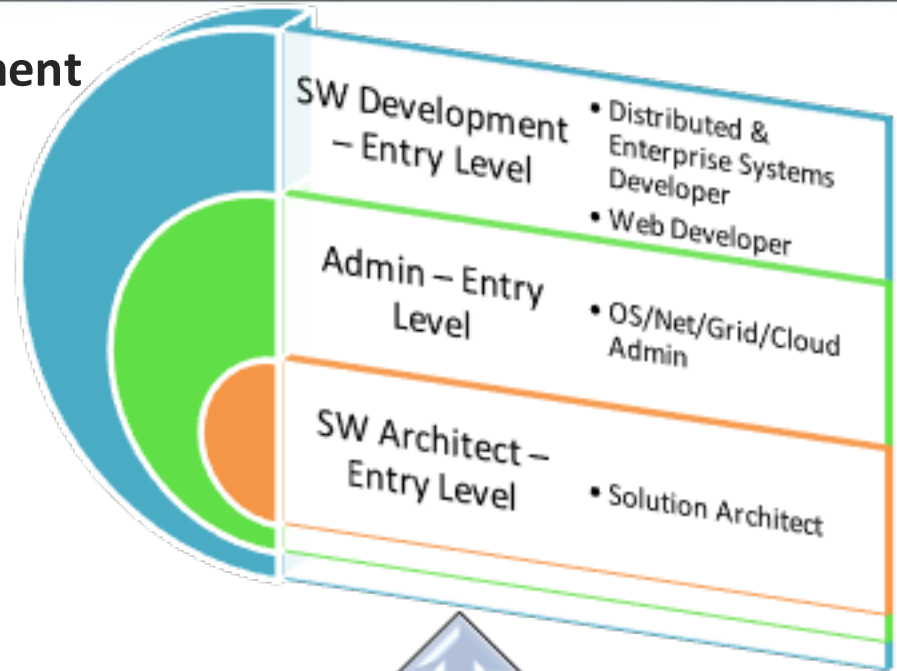 ment
SW Development
– Entry Level
• Distributed &
Enterprise Systems
Developer
• Web Developer
Admin – Entry
Level
• OS/Net/Grid/Cloud
Admin
SW Architect –
Entry Level
• Solution Architect